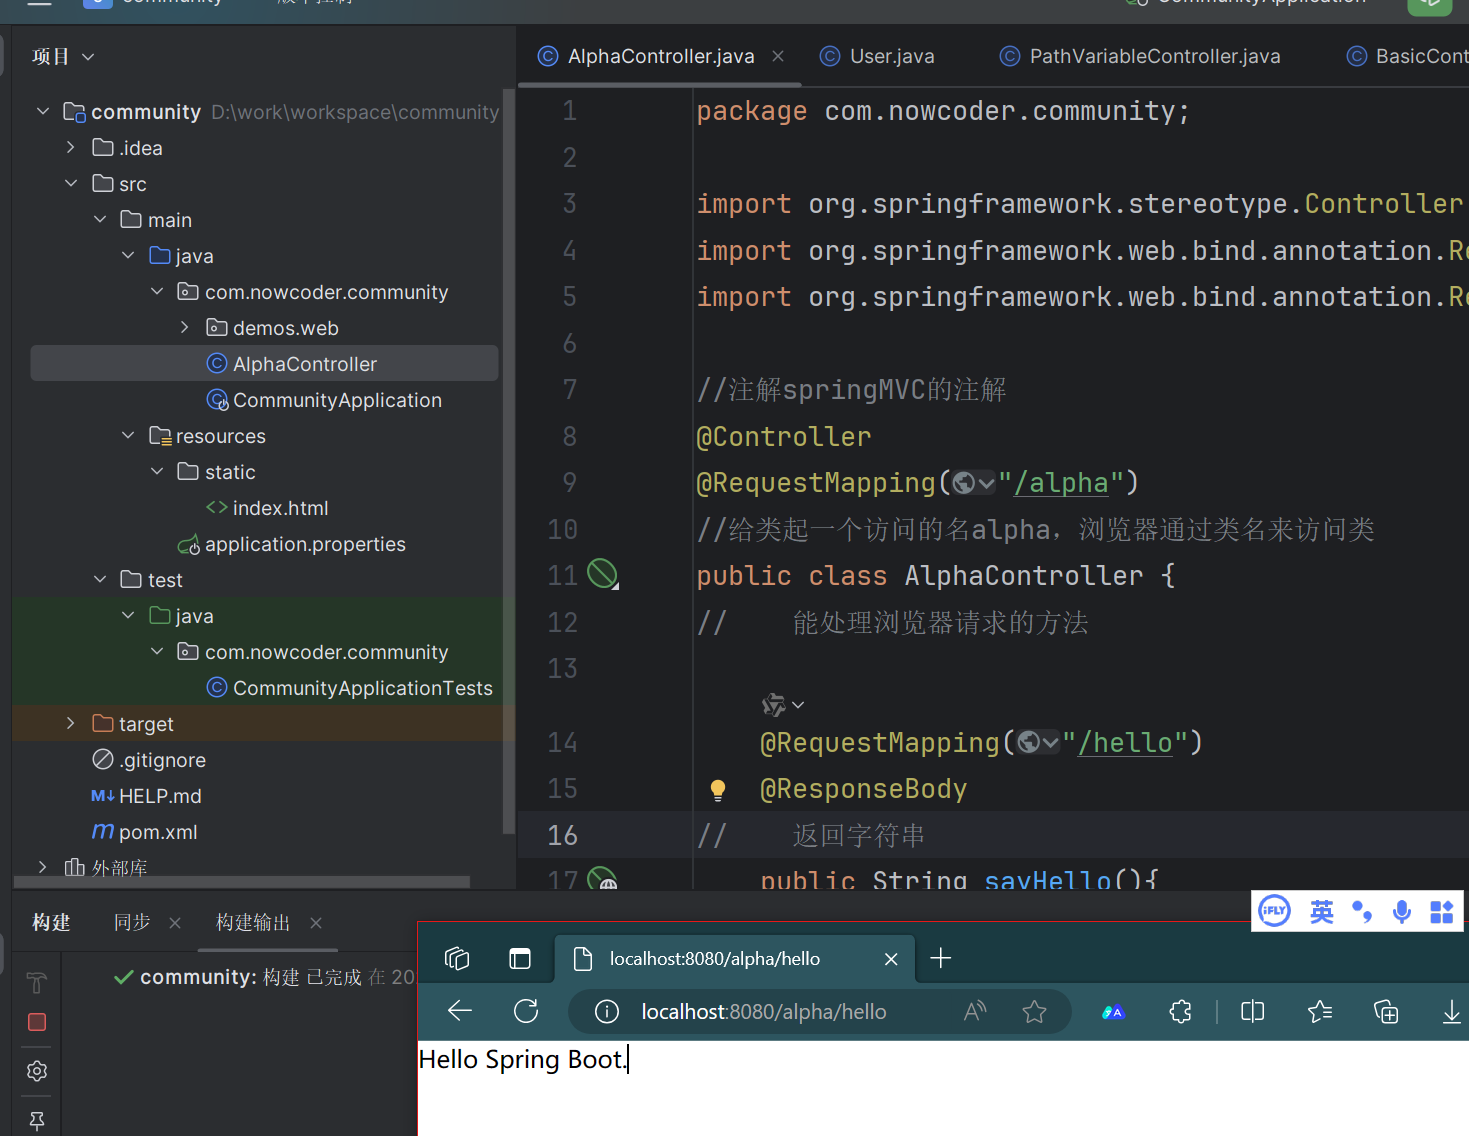 community
项目
community D:\work\workspace\community
.idea
src
main
java
com.nowcoder.community
demos.web
AlphaController
CommunityApplication
resources
static
index.html
application.properties
test
java
com.nowcoder.community
CommunityApplicationTests
target
.gitignore
M↓ HELP.md
m pom.xml
外部库
AlphaController.java
User.java
PathVariableController.java
BasicCont
1 package com.nowcoder.community;
2
3 import org.springframework.stereotype.Controller
4 import org.springframework.web.bind.annotation.Re
5 import org.springframework.web.bind.annotation.Re
6
7 //注解springMVC的注解
8 @Controller
9 @RequestMapping("/alpha")
10 //给类起一个访问的名alpha，浏览器通过类名来访问类
11 public class AlphaController {
12 // 能处理浏览器请求的方法
13
14 @RequestMapping("/hello")
15 @ResponseBody
16 // 返回字符串
17 public String sayHello(){
构建 同步 构建输出
community: 构建 已完成 在 20
iFLY 英
localhost:8080/alpha/hello
localhost:8080/alpha/hello
Hello Spring Boot.